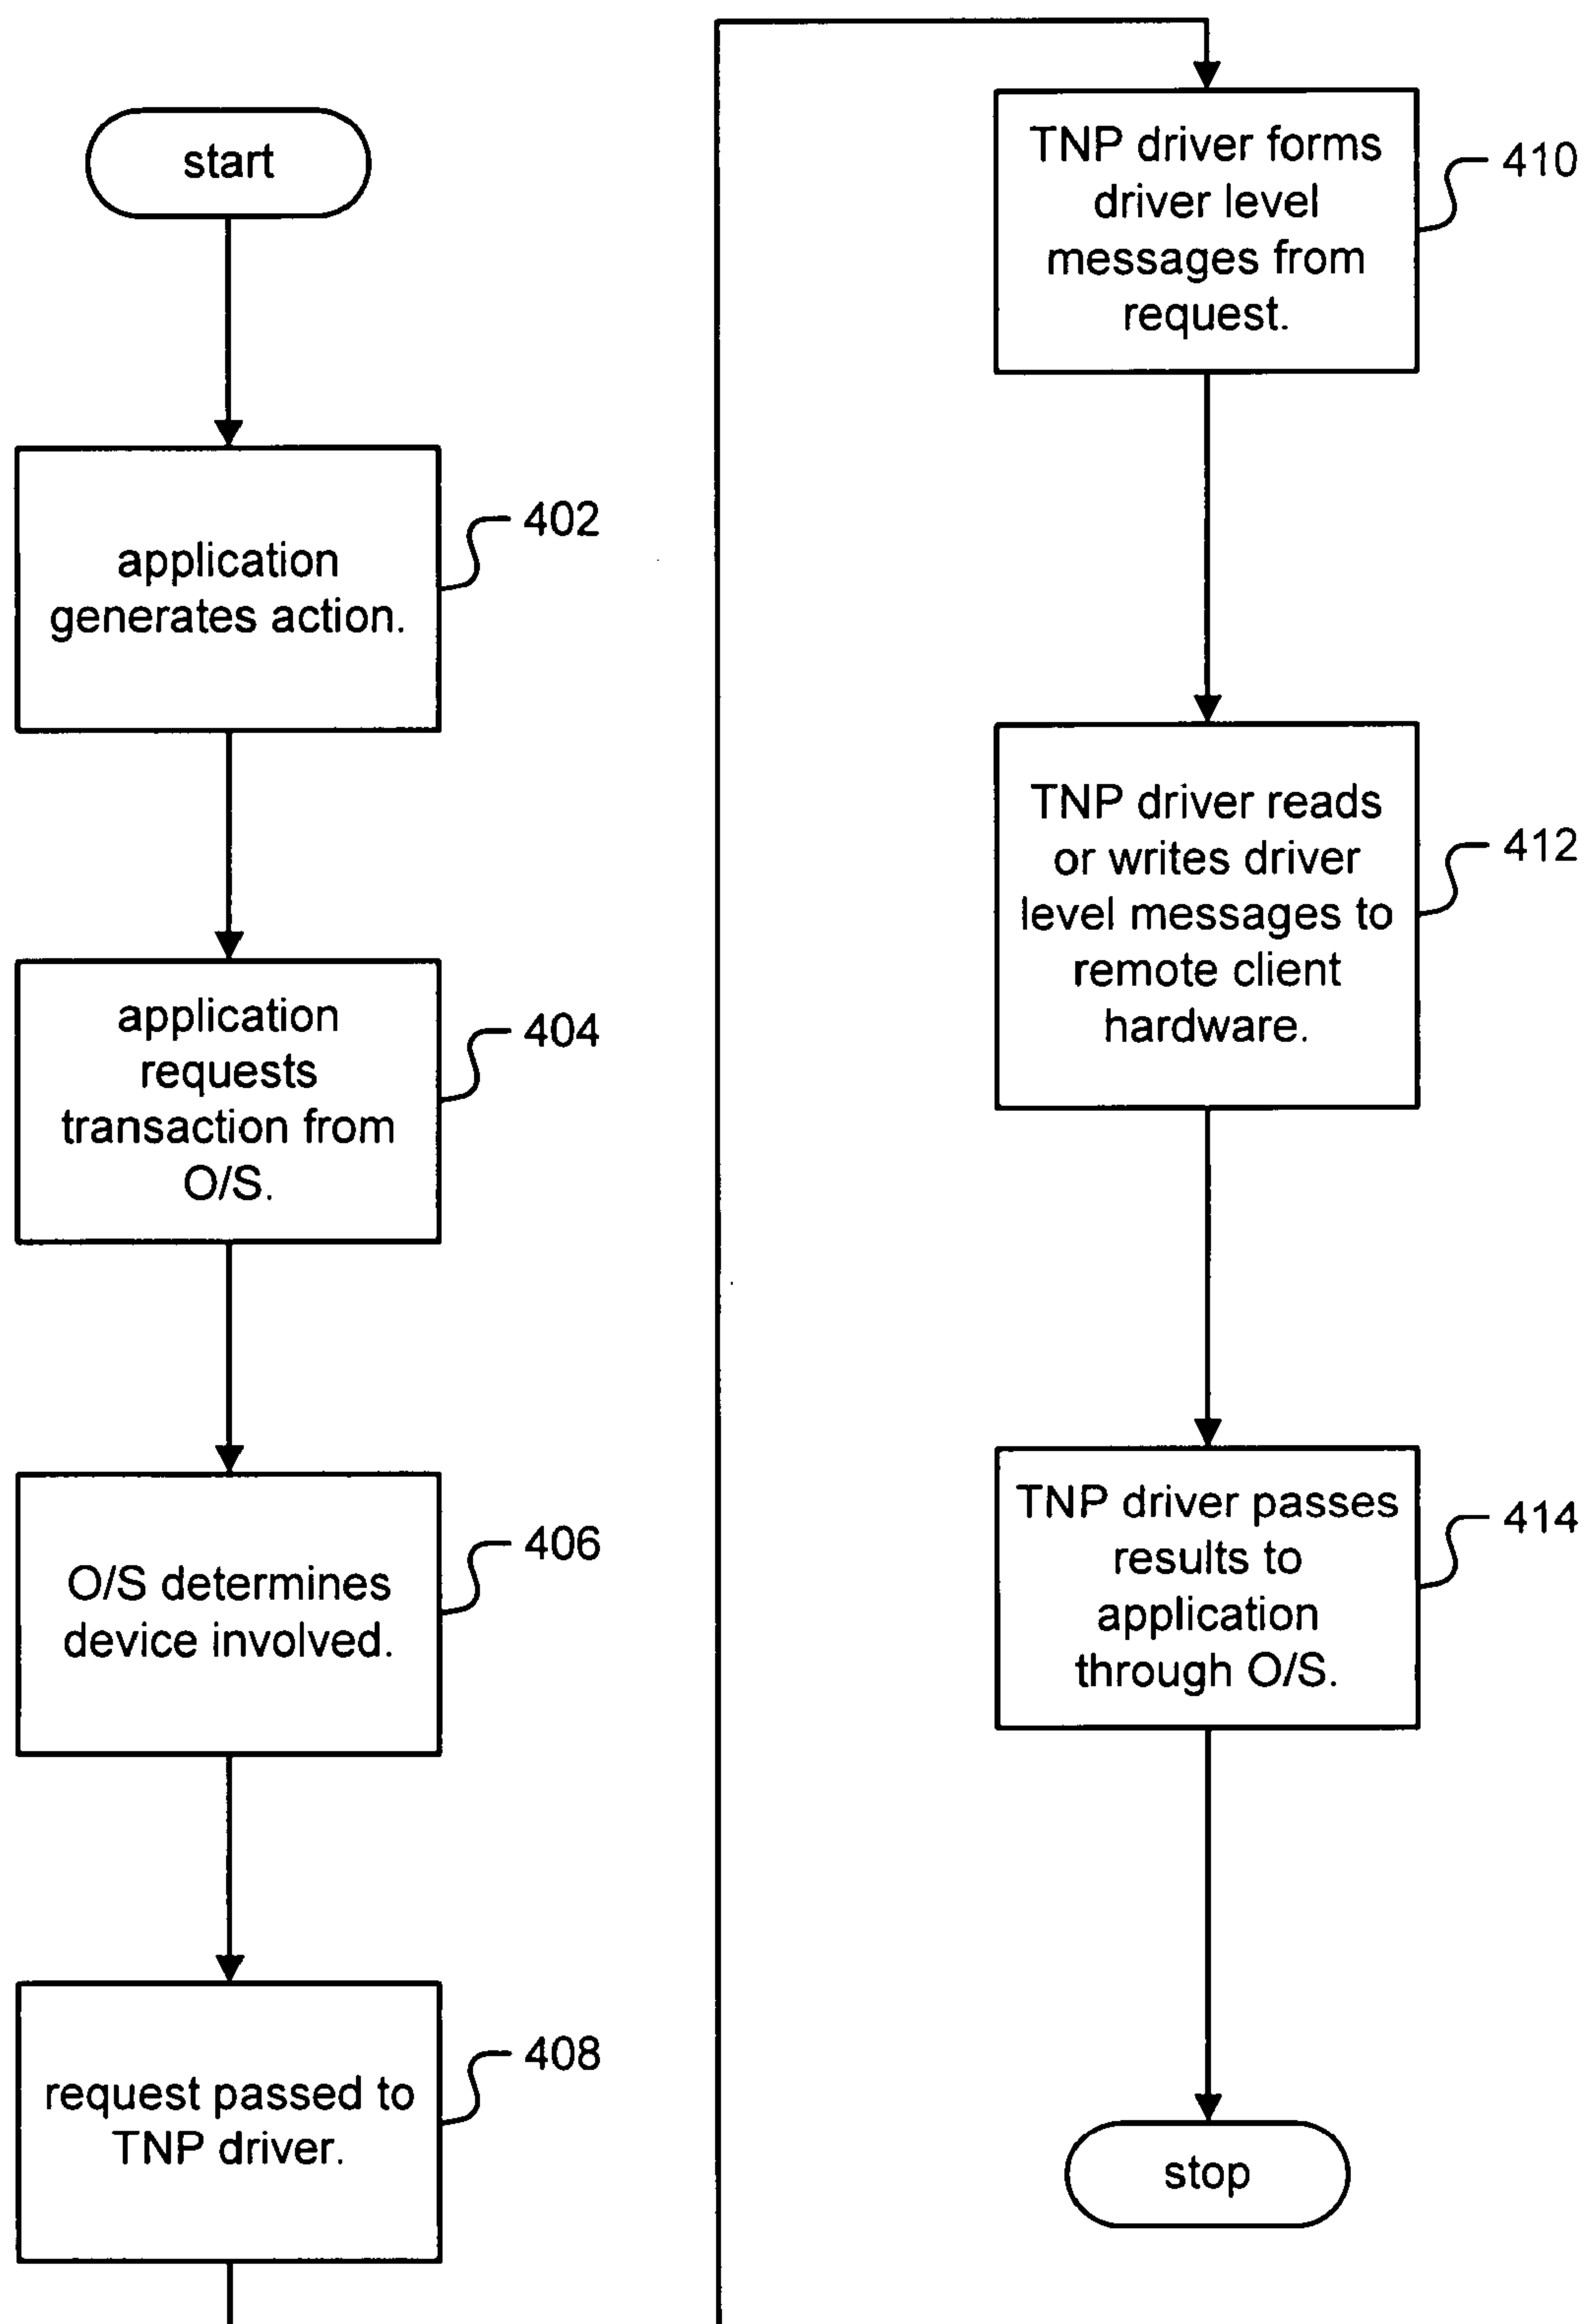 start
application
generates action.
402
application
requests
transaction from
O/S.
404
O/S determines
device involved.
406
request passed to
TNP driver.
408
TNP driver forms
driver level
messages from
request.
410
TNP driver reads
or writes driver
level messages to
remote client
hardware.
412
TNP driver passes
results to
application
through O/S.
414
stop